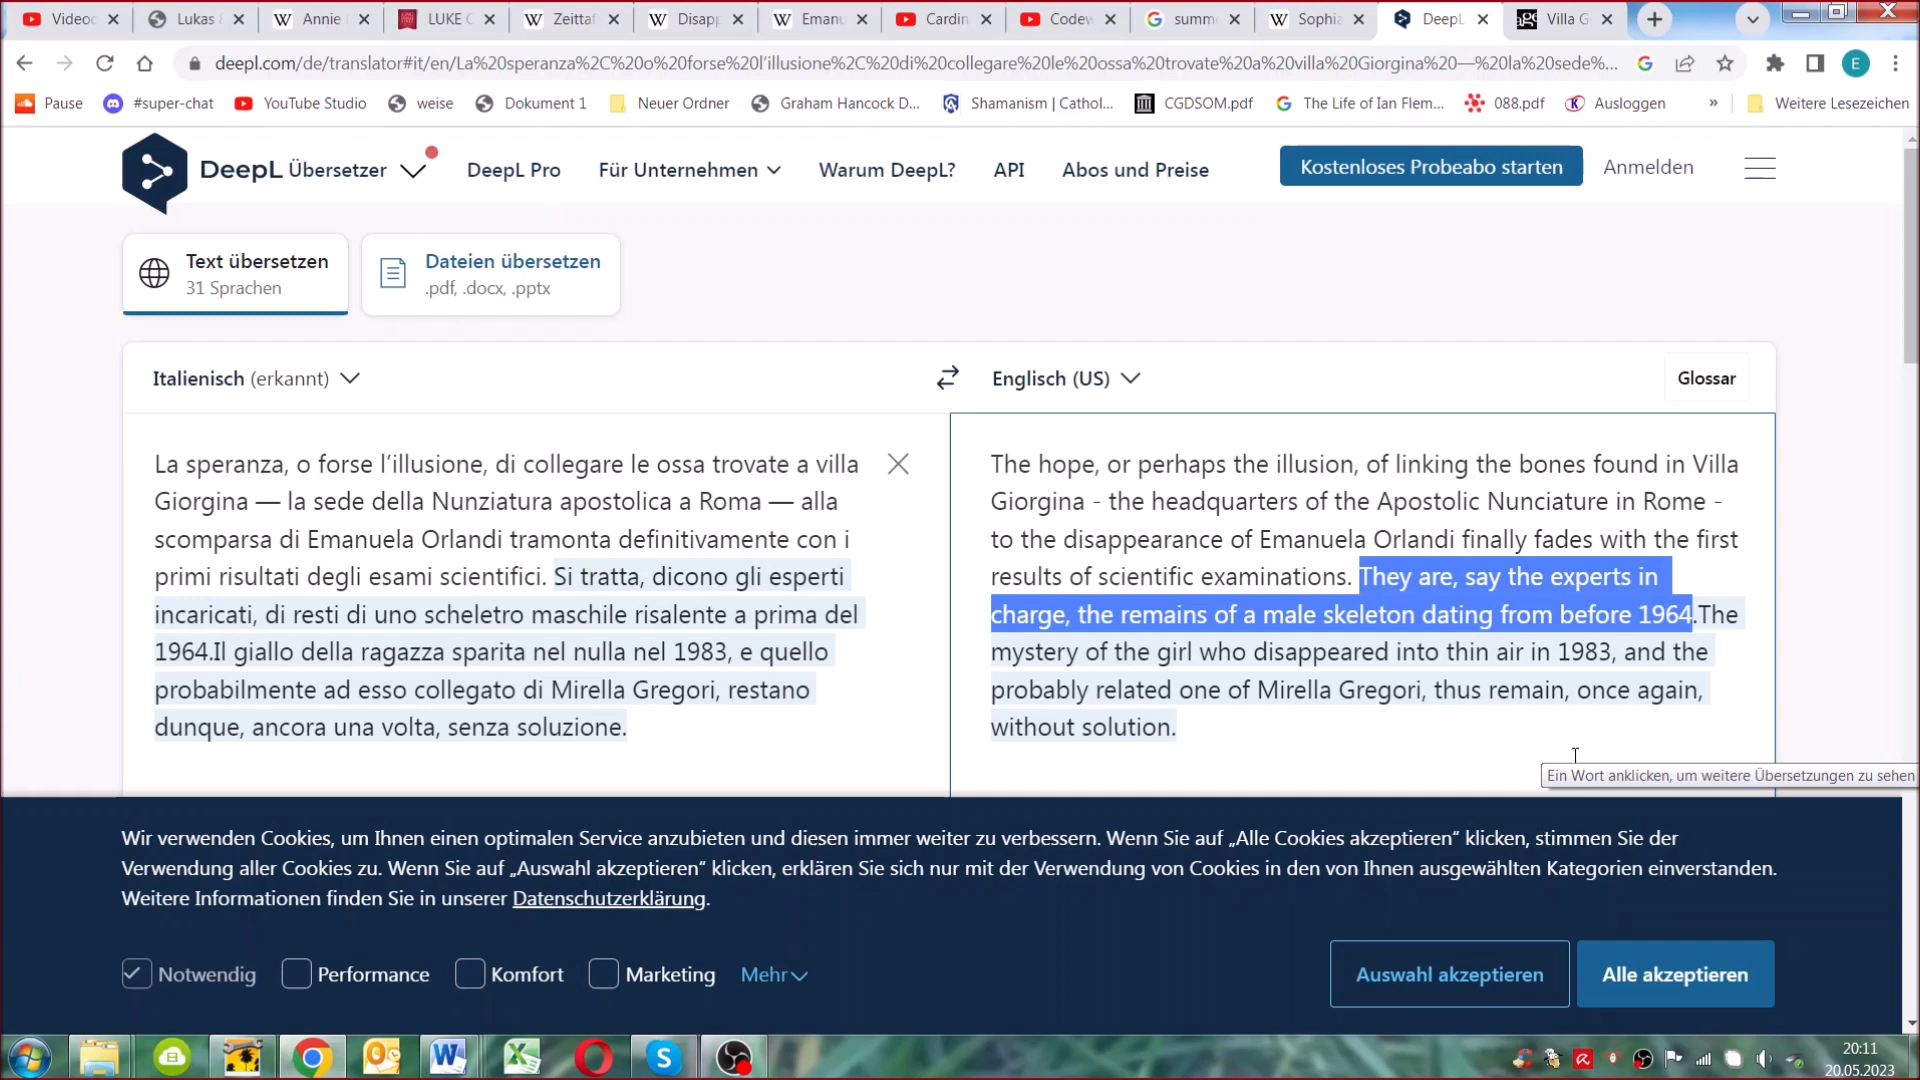 Videoc
Lukas &
Annie
LUKE C
Zeittaf
Disapp
Emanu
Cardin
Codew
summe
Sophia
DeepL
Villa G
deepl.com/de/translator#it/en/La%20speranza%2C%20o%20forse%20l'illusione%2C%20di%20collegare%20le%20ossa%20trovate%20a%20villa%20Giorgina%20—%20la%20sede%...
E
Pause
#super-chat
YouTube Studio
weise
Dokument 1
Neuer Ordner
Graham Hancock D...
Shamanism | Cathol...
CGDSOM.pdf
The Life of Ian Flem...
088.pdf
Ausloggen
»
Weitere Lesezeichen
DeepL Übersetzer
DeepL Pro
Für Unternehmen
Warum DeepL?
API
Abos und Preise
Kostenloses Probeabo starten
Anmelden
Text übersetzen
31 Sprachen
Dateien übersetzen
.pdf, .docx, .pptx
Italienisch (erkannt)
Englisch (US)
Glossar
La speranza, o forse l'illusione, di collegare le ossa trovate a villa
Giorgina — la sede della Nunziatura apostolica a Roma — alla
scomparsa di Emanuela Orlandi tramonta definitivamente con i
primi risultati degli esami scientifici. Si tratta, dicono gli esperti
incaricati, di resti di uno scheletro maschile risalente a prima del
1964.Il giallo della ragazza sparita nel nulla nel 1983, e quello
probabilmente ad esso collegato di Mirella Gregori, restano
dunque, ancora una volta, senza soluzione.
The hope, or perhaps the illusion, of linking the bones found in Villa
Giorgina - the headquarters of the Apostolic Nunciature in Rome -
to the disappearance of Emanuela Orlandi finally fades with the first
results of scientific examinations. They are, say the experts in
charge, the remains of a male skeleton dating from before 1964.The
mystery of the girl who disappeared into thin air in 1983, and the
probably related one of Mirella Gregori, thus remain, once again,
without solution.
Ein Wort anklicken, um weitere Übersetzungen zu sehen
Wir verwenden Cookies, um Ihnen einen optimalen Service anzubieten und diesen immer weiter zu verbessern. Wenn Sie auf „Alle Cookies akzeptieren“ klicken, stimmen Sie der
Verwendung aller Cookies zu. Wenn Sie auf „Auswahl akzeptieren“ klicken, erklären Sie sich nur mit der Verwendung von Cookies in den von Ihnen ausgewählten Kategorien einverstanden.
Weitere Informationen finden Sie in unserer Datenschutzerklärung.
Notwendig
Performance
Komfort
Marketing
Mehr
Auswahl akzeptieren
Alle akzeptieren
20:11
20.05.2023